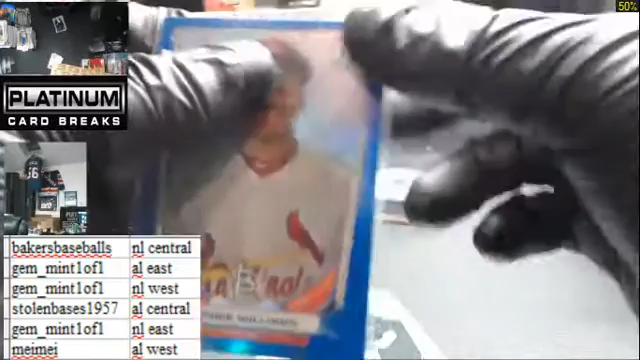 50%
PLATINUM
CARD BREAKS
bakersbaseballs nl central
gem_mint1of1 al east
gem_mint1of1 nl west
stolenbases1957 al central
gem_mint1of1 nl east
meimei al west